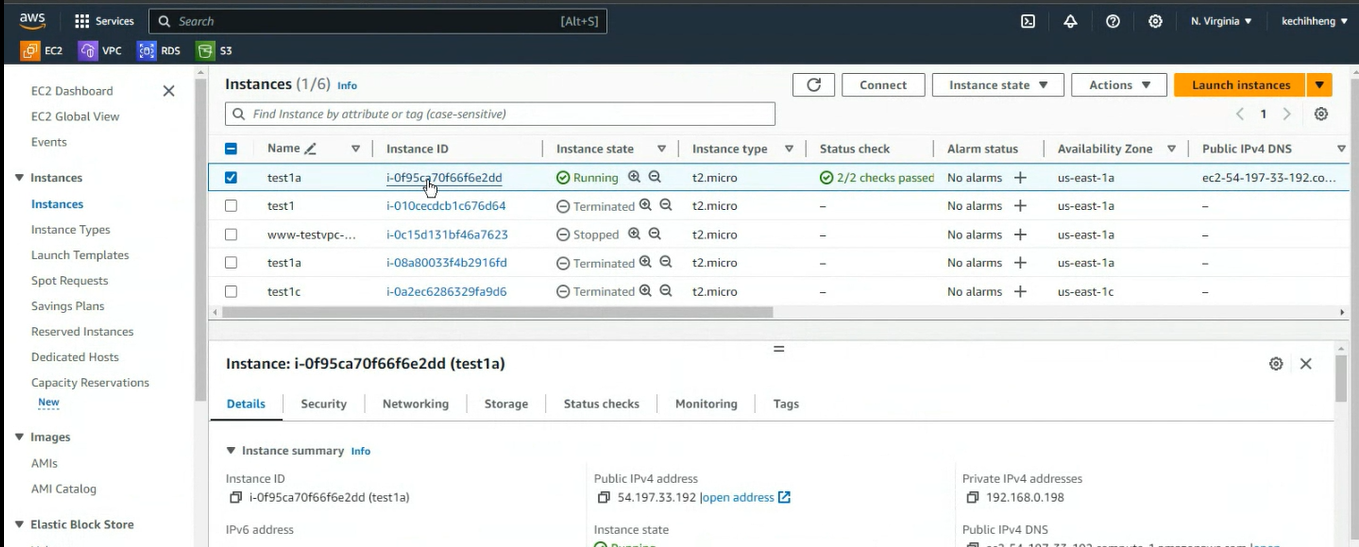 aws Services Search [Alt+S] N. Virginia kechihheng
EC2 VPC RDS S3
EC2 Dashboard
EC2 Global View
Events
Instances
Instances
Instance Types
Launch Templates
Spot Requests
Savings Plans
Reserved Instances
Dedicated Hosts
Capacity Reservations
New
Images
AMIs
AMI Catalog
Elastic Block Store
Instances (1/6) Info Connect Instance state Actions Launch instances
Find Instance by attribute or tag (case-sensitive) 1
Name Instance ID Instance state Instance type Status check Alarm status Availability Zone Public IPv4 DNS
test1a i-0f95ca70f66f6e2dd Running t2.micro 2/2 checks passed No alarms + us-east-1a ec2-54-197-33-192.co...
test1 i-010cecdcb1c676d64 Terminated t2.micro – No alarms + us-east-1a –
www-testvpc-... i-0c15d131bf46a7623 Stopped t2.micro – No alarms + us-east-1a –
test1a i-08a80033f4b2916fd Terminated t2.micro – No alarms + us-east-1a –
test1c i-0a2ec6286329fa9d6 Terminated t2.micro – No alarms + us-east-1c –
Instance: i-0f95ca70f66f6e2dd (test1a)
Details Security Networking Storage Status checks Monitoring Tags
Instance summary Info
Instance ID Public IPv4 address Private IPv4 addresses
i-0f95ca70f66f6e2dd (test1a) 54.197.33.192 |open address 192.168.0.198
IPv6 address Instance state Public IPv4 DNS
Running